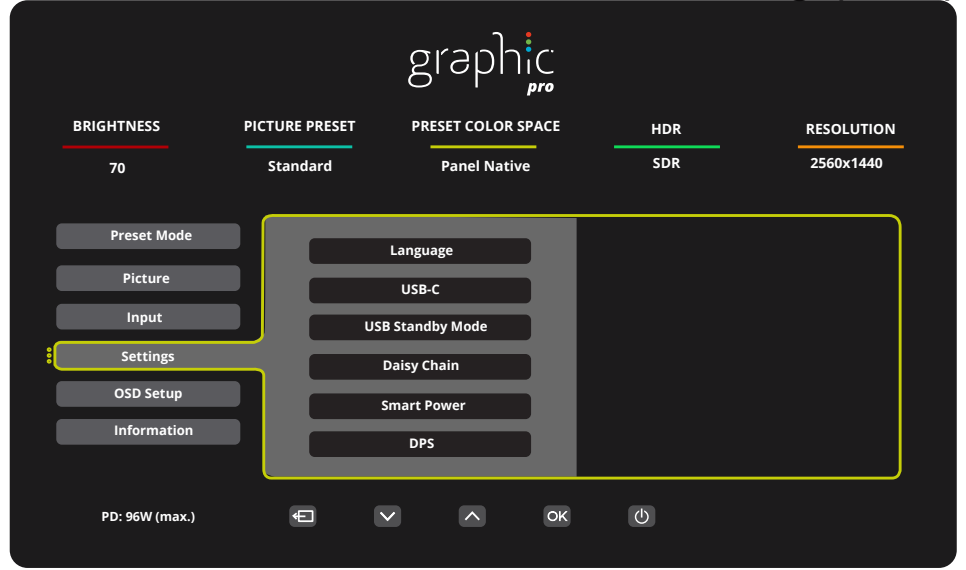 graphic
pro
BRIGHTNESS
PICTURE PRESET
PRESET COLOR SPACE
HDR
RESOLUTION
70
Standard
Panel Native
SDR
2560x1440
Preset Mode
Picture
Input
Settings
OSD Setup
Information
Language
USB-C
USB Standby Mode
Daisy Chain
Smart Power
DPS
PD: 96W (max.)
OK